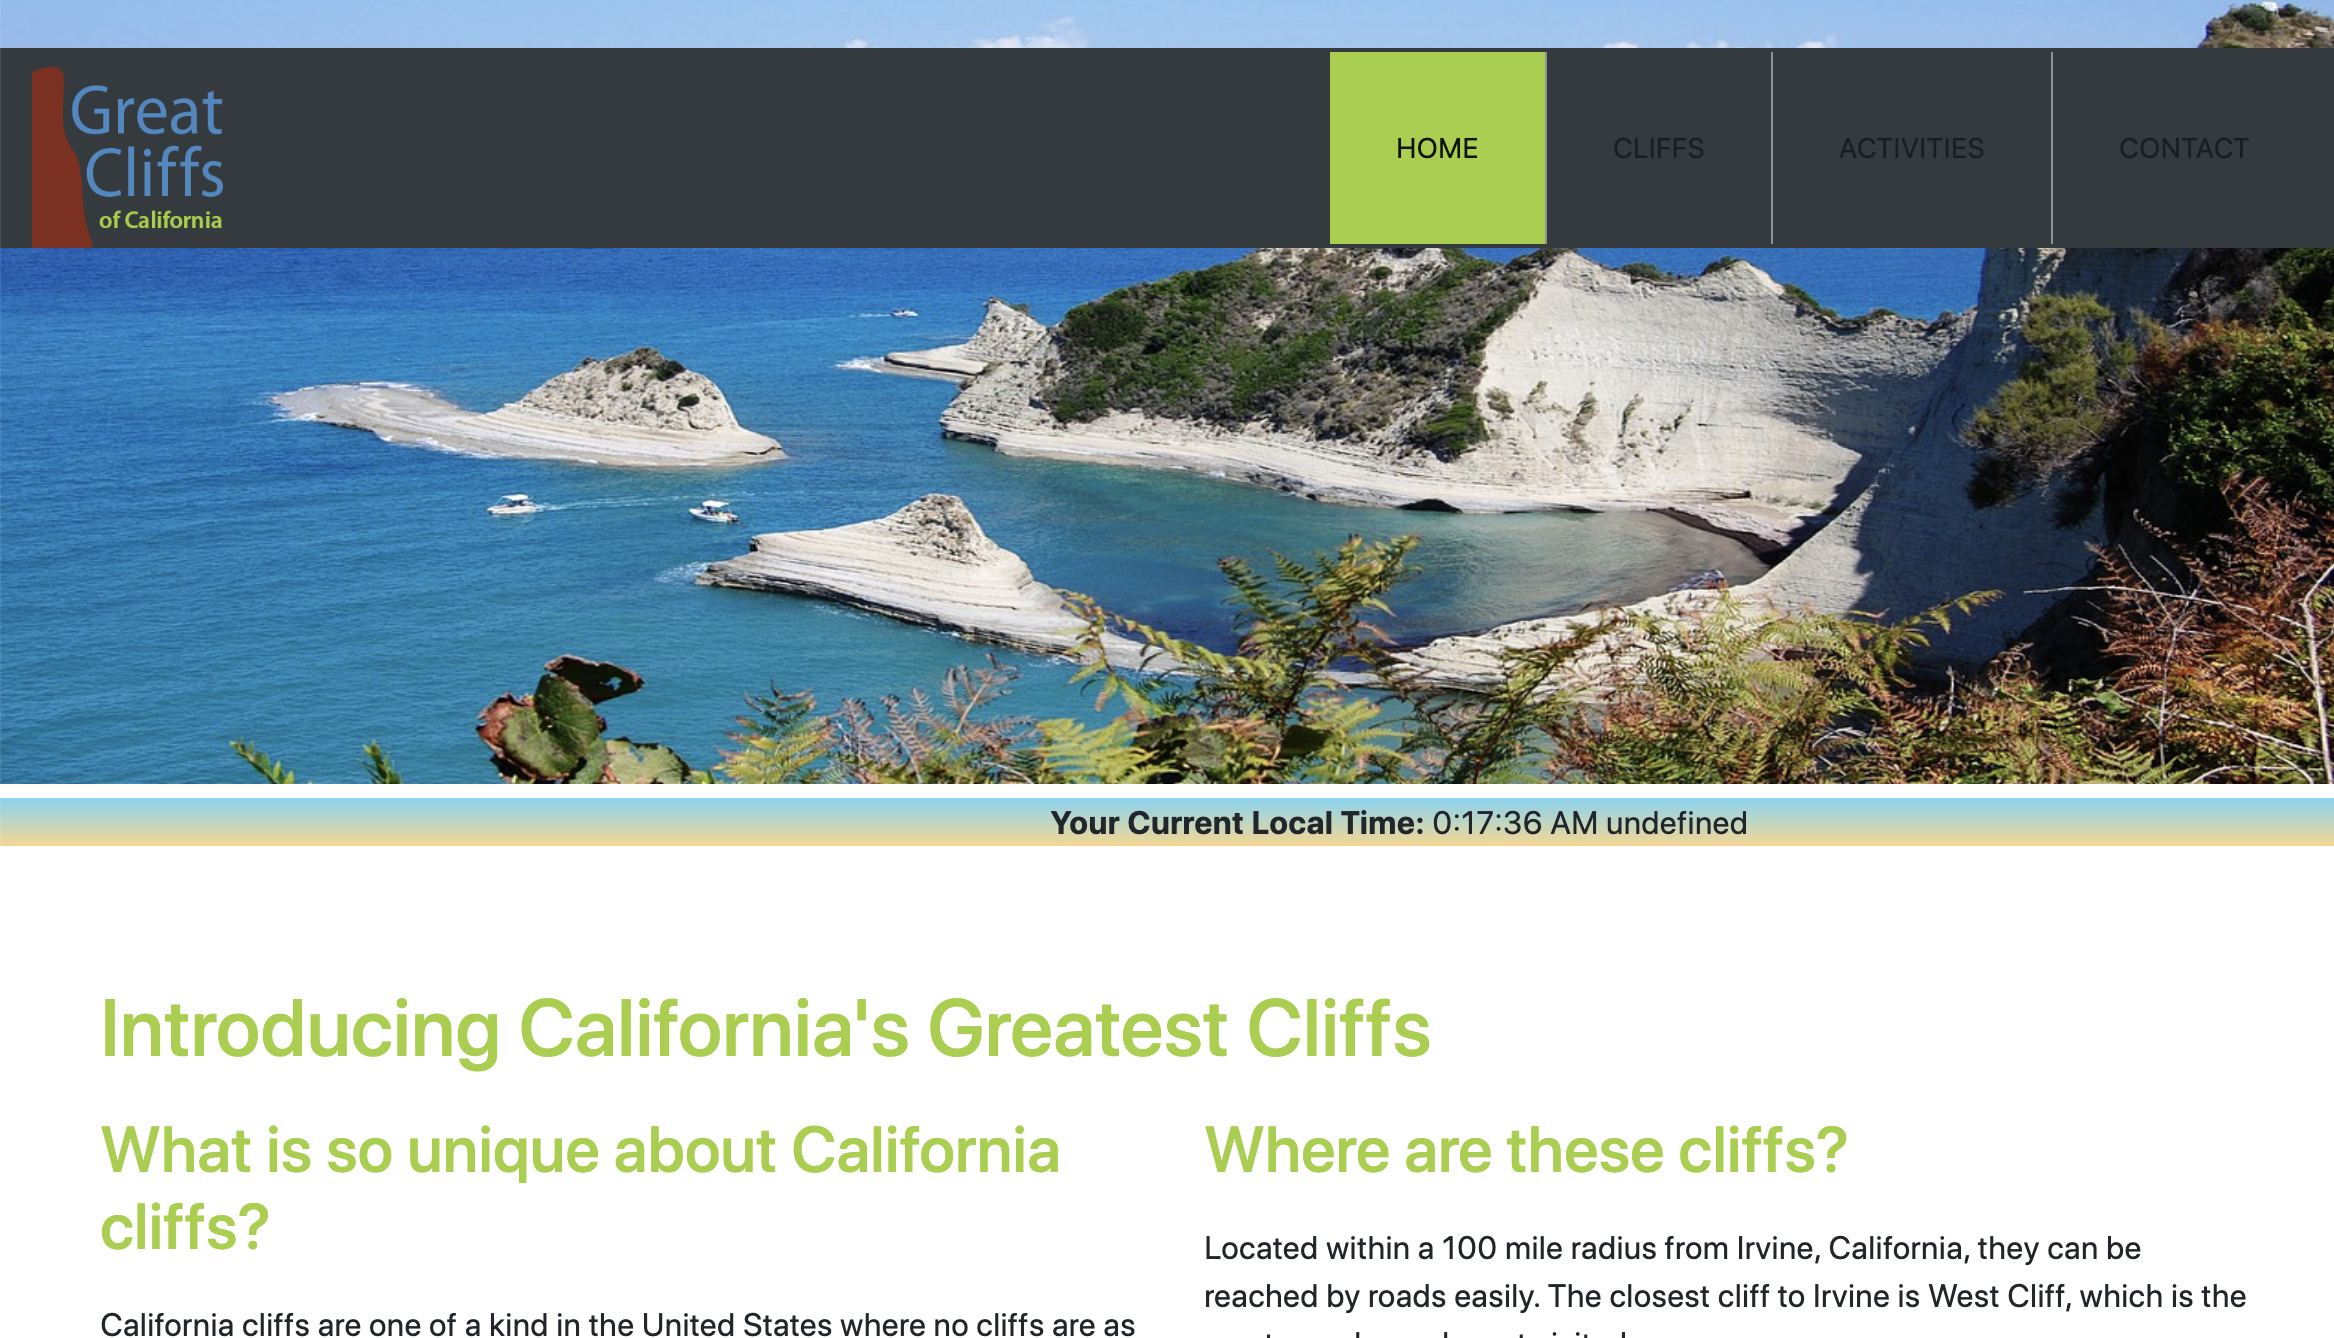 Great
Cliffs
of California
HOME CLIFFS ACTIVITIES CONTACT
Your Current Local Time: 0:17:36 AM undefined
Introducing California's Greatest Cliffs
What is so unique about California
cliffs?
California cliffs are one of a kind in the United States where no cliffs are as
Where are these cliffs?
Located within a 100 mile radius from Irvine, California, they can be
reached by roads easily. The closest cliff to Irvine is West Cliff, which is the